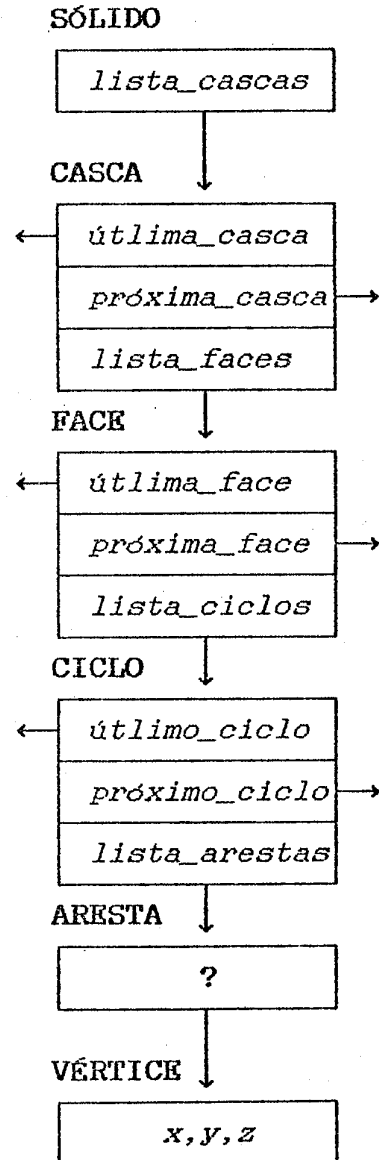 SÓLIDO
lista_cascas
CASCA
útlima_casca
próxima_casca
lista_faces
FACE
útlima_face
próxima_face
lista_ciclos
CICLO
útlimo_ciclo
próximo_ciclo
lista_arestas
ARESTA
?
VÉRTICE
x,y,z